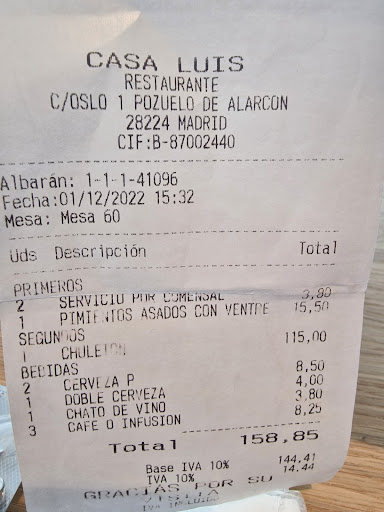 CASA LUIS
RESTAURANTE
C/OSLO 1 POZUELO DE ALARCON
28224 MADRID
CIF:B-87002440
Albarán: 1-1-1-41096
Fecha:01/12/2022 15:32
Mesa: Mesa 60
Uds Descripción Total
PRIMEROS
2 SERVICIO POR COMENSAL 3,80
1 PIMIENTOS ASADOS CON VENTRE 15,50
SEGUNDOS
1 CHULETON 115,00
BEBIDAS
2 CERVEZA P 8,50
1 DOBLE CERVEZA 4,00
1 CHATO DE VINO 3,80
3 CAFE O INFUSION 8,25
Total 158,85
Base IVA 10% 144,41
IVA 10% 14,44
GRACIAS POR SU
VISITA
IVA INCLUIDO